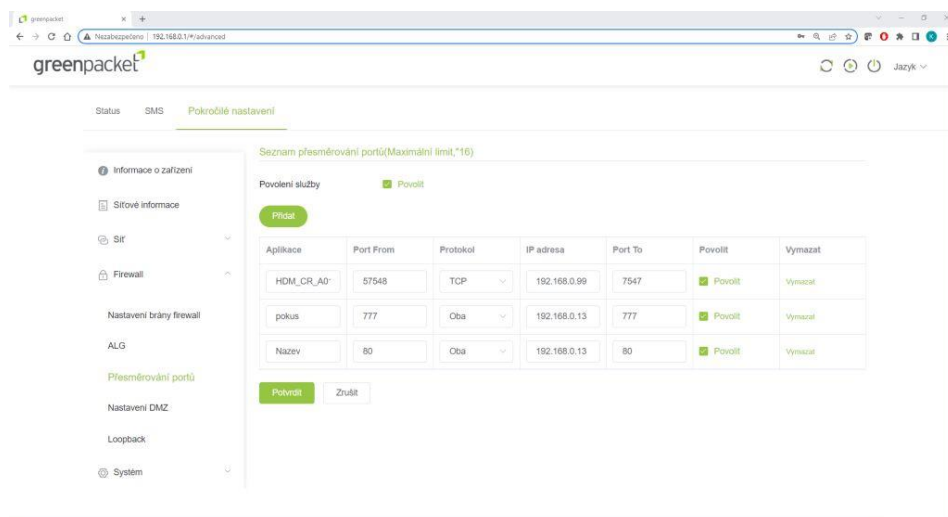 greenpacket
Nezabezpečeno | 192.168.0.1/#/advanced
greenpacket
Jazyk
Status SMS Pokročilé nastavení
Informace o zařízení
Síťové informace
Síť
Firewall
Nastavení brány firewall
ALG
Přesměrování portů
Nastavení DMZ
Loopback
Systém
Seznam přesměrování portů(Maximální limit,"16)
Povolení služby Povolit
Přidat
Aplikace Port From Protokol IP adresa Port To Povolit Vymazat
HDM_CR_A0 57548 TCP 192.168.0.99 7547 Povolit Vymazat
pokus 777 Oba 192.168.0.13 777 Povolit Vymazat
Nazev 80 Oba 192.168.0.13 80 Povolit Vymazat
Potvrdit Zrušit